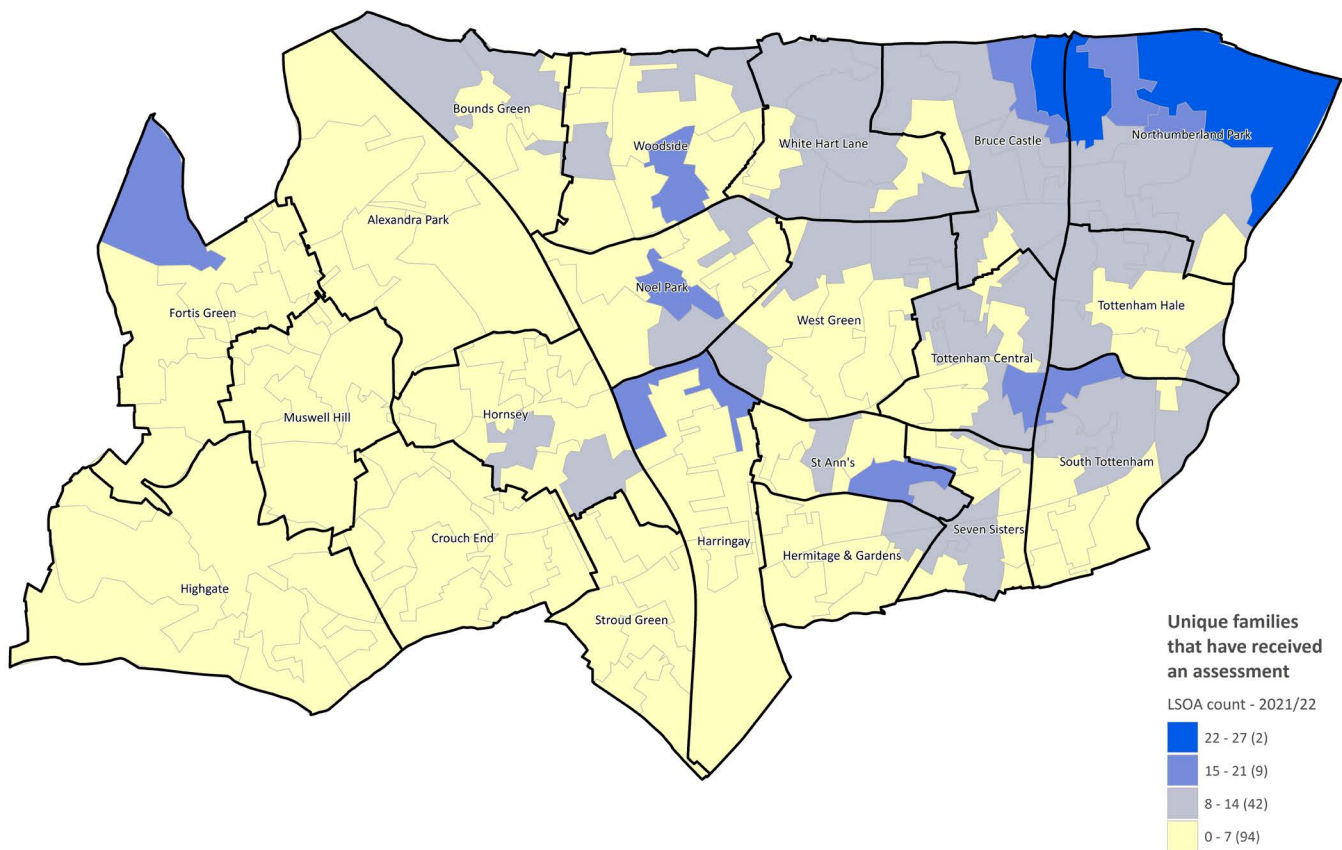 Bounds Green
Woodside
White Hart Lane
Bruce Castle
Northumberland Park
Alexandra Park
Noel Park
Fortis Green
West Green
Tottenham Hale
Tottenham Central
Muswell Hill
Hornsey
St Ann's
South Tottenham
Crouch End
Harringay
Hermitage & Gardens
Seven Sisters
Highgate
Stroud Green
Unique families
that have received
an assessment
LSOA count - 2021/22
22 - 27 (2)
15 - 21 (9)
8 - 14 (42)
0 - 7 (94)